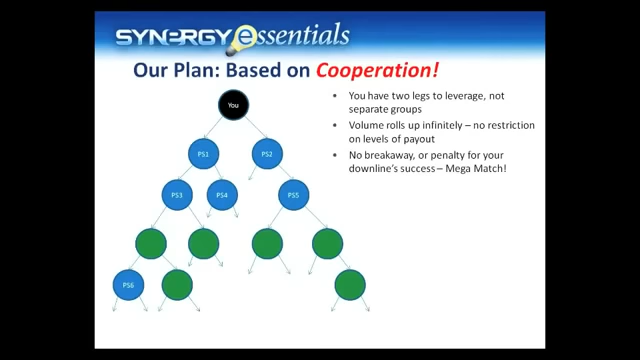 SYNERGY essentials
Our Plan: Based on Cooperation!
You
PS1
PS2
PS3
PS4
PS5
PS6
• You have two legs to leverage, not
separate groups
• Volume rolls up infinitely – no restriction
on levels of payout
• No breakaway, or penalty for your
downline's success – Mega Match!